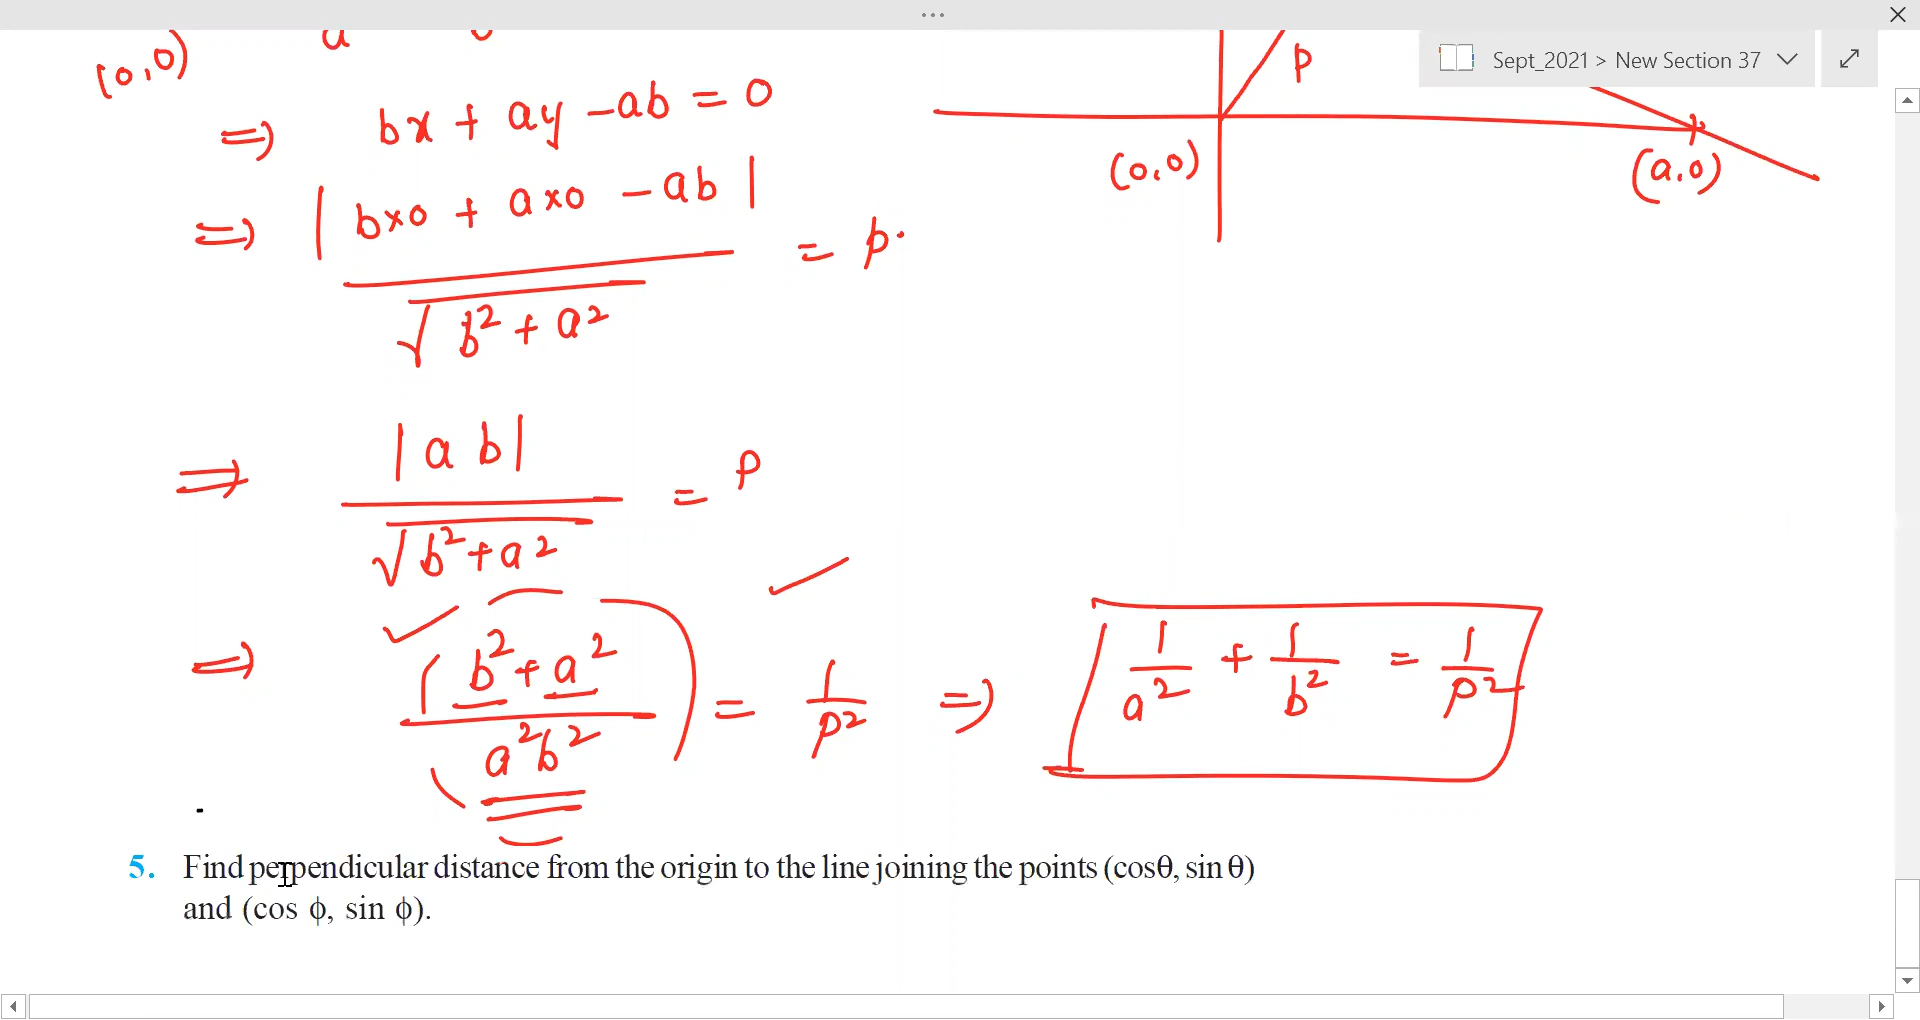 Sept_2021 > New Section 37
(0,0)
P
⇒ bx + ay - ab = 0
(0,0)
(a,0)
⇒ | b×0 + a×0 - ab | / √(b² + a²) = p.
⇒ |a b| / √(b² + a²) = P
⇒ (b² + a² / a²b²) = 1/P² ⇒ 1/a² + 1/b² = 1/P²
5. Find perpendicular distance from the origin to the line joining the points (cosθ, sin θ)
and (cos ϕ, sin ϕ).